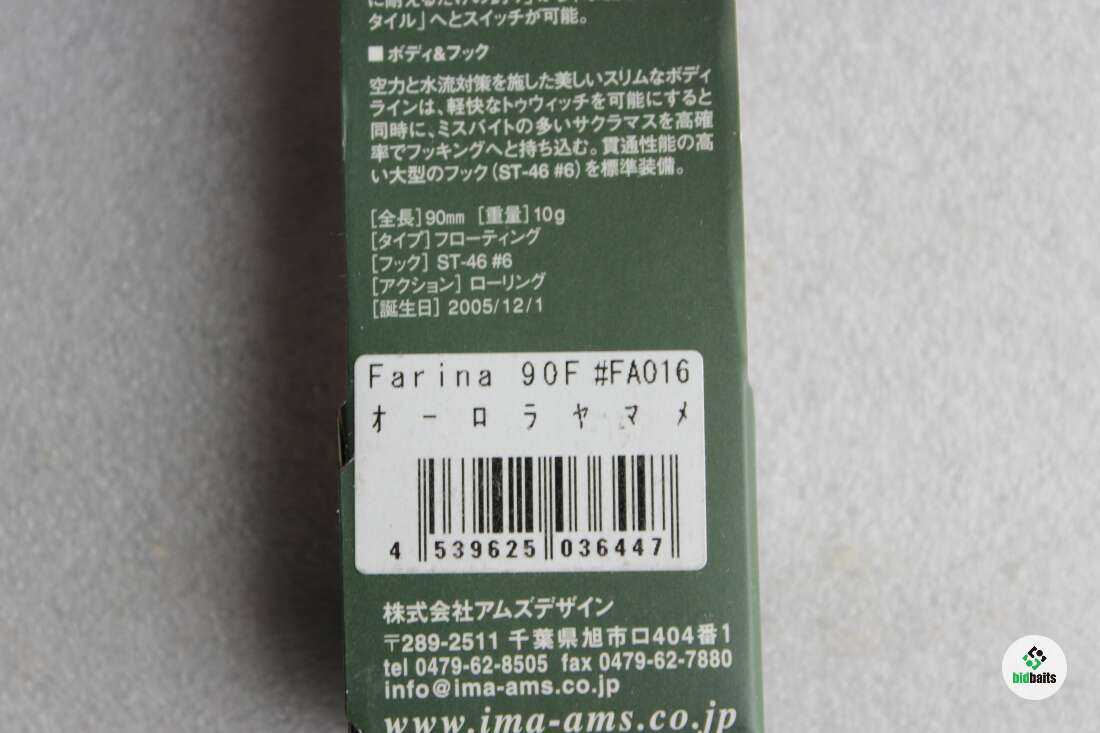 タイル」へとスイッチが可能。
■ ボディ&フック
空力と水流対策を施した美しいスリムなボディ
ラインは、軽快なトゥウィッチを可能にすると
同時に、ミスバイトの多いサクラマスを高確
率でフッキングへと持ち込む。貫通性能の高
い大型のフック(ST-46 #6)を標準装備。
[全長]90mm [重量]10g
[タイプ]フローティング
[フック] ST-46 #6
[アクション] ローリング
[誕生日] 2005/12/1
Farina 90F #FA016
オーロラヤマメ
4 539625 036447
株式会社アムズデザイン
〒289-2511 千葉県旭市ロ404番1
tel 0479-62-8505 fax 0479-62-7880
info@ima-ams.co.jp
www.ima-ams.co.jp
bidbaits